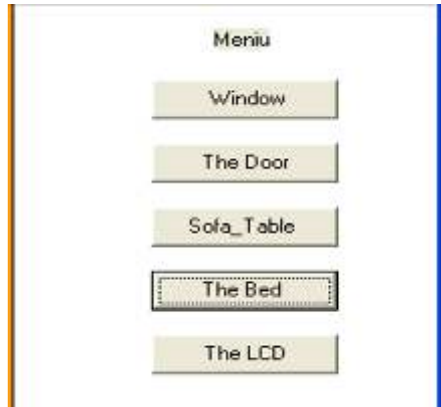 Meniu
Window
The Door
Sofa_Table
The Bed
The LCD